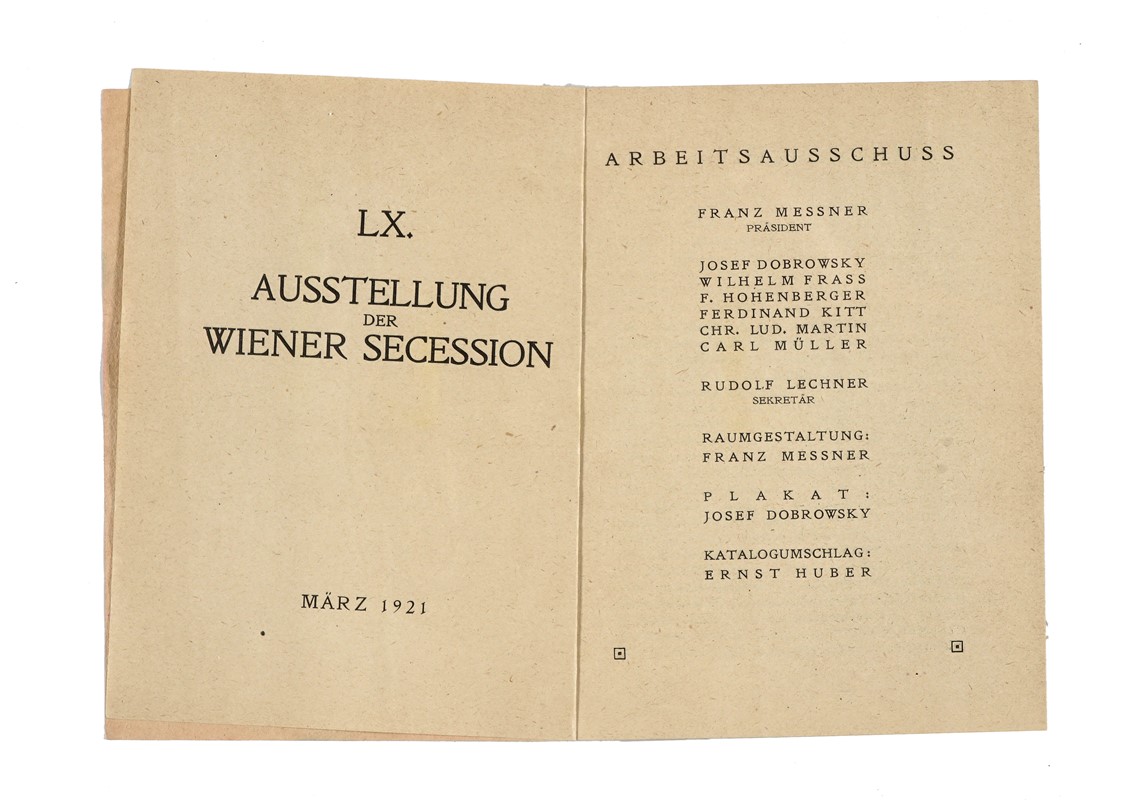 LX.
AUSSTELLUNG
DER
WIENER SECESSION
MÄRZ 1921
ARBEITSAUSSCHUSS
FRANZ MESSNER
PRÄSIDENT
JOSEF DOBROWSKY
WILHELM FRASS
F. HOHENBERGER
FERDINAND KITT
CHR. LUD. MARTIN
CARL MÜLLER
RUDOLF LECHNER
SEKRETÄR
RAUMGESTALTUNG:
FRANZ MESSNER
PLAKAT:
JOSEF DOBROWSKY
KATALOGUMSCHLAG:
ERNST HUBER